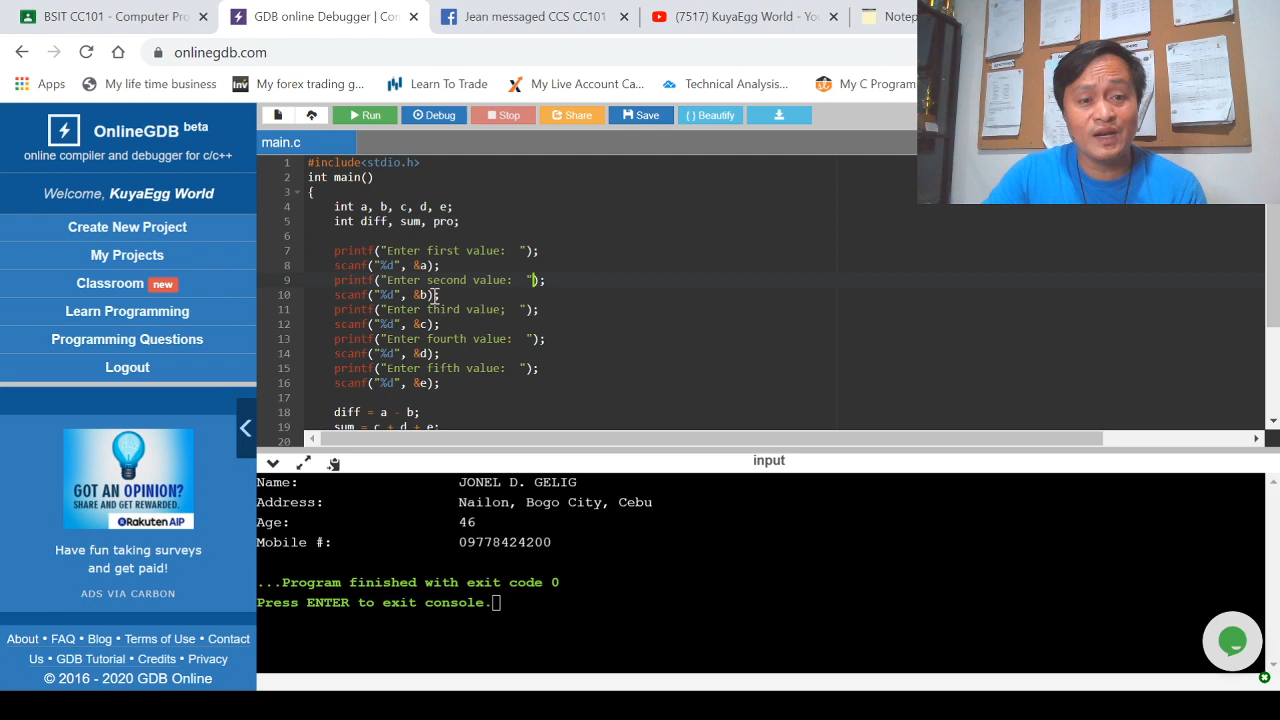 BSIT CC101 - Computer Pro
GDB online Debugger | Con
Jean messaged CCS CC101
(7517) KuyaEgg World - You
Notep
onlinegdb.com
Apps
My life time business
My forex trading g...
Learn To Trade
My Live Account Ca...
Technical Analysis...
My C Program
OnlineGDB beta
online compiler and debugger for c/c++
Welcome, KuyaEgg World
Create New Project
My Projects
Classroom new
Learn Programming
Programming Questions
Logout
GOT AN OPINION?
SHARE AND GET REWARDED.
Rakuten AIP
Have fun taking surveys
and get paid!
ADS VIA CARBON
About • FAQ • Blog • Terms of Use • Contact
Us • GDB Tutorial • Credits • Privacy
© 2016 - 2020 GDB Online
Run
Debug
Stop
Share
Save
{ } Beautify
main.c
1 #include<stdio.h>
2 int main()
3 {
4 int a, b, c, d, e;
5 int diff, sum, pro;
6
7 printf("Enter first value:  ");
8 scanf("%d", &a);
9 printf("Enter second value:  ");
10 scanf("%d", &b);
11 printf("Enter third value;  ");
12 scanf("%d", &c);
13 printf("Enter fourth value:  ");
14 scanf("%d", &d);
15 printf("Enter fifth value:  ");
16 scanf("%d", &e);
17
18 diff = a - b;
19 sum = c + d + e;
20
input
Name: JONEL D. GELIG
Address: Nailon, Bogo City, Cebu
Age: 46
Mobile #: 09778424200
...Program finished with exit code 0
Press ENTER to exit console.